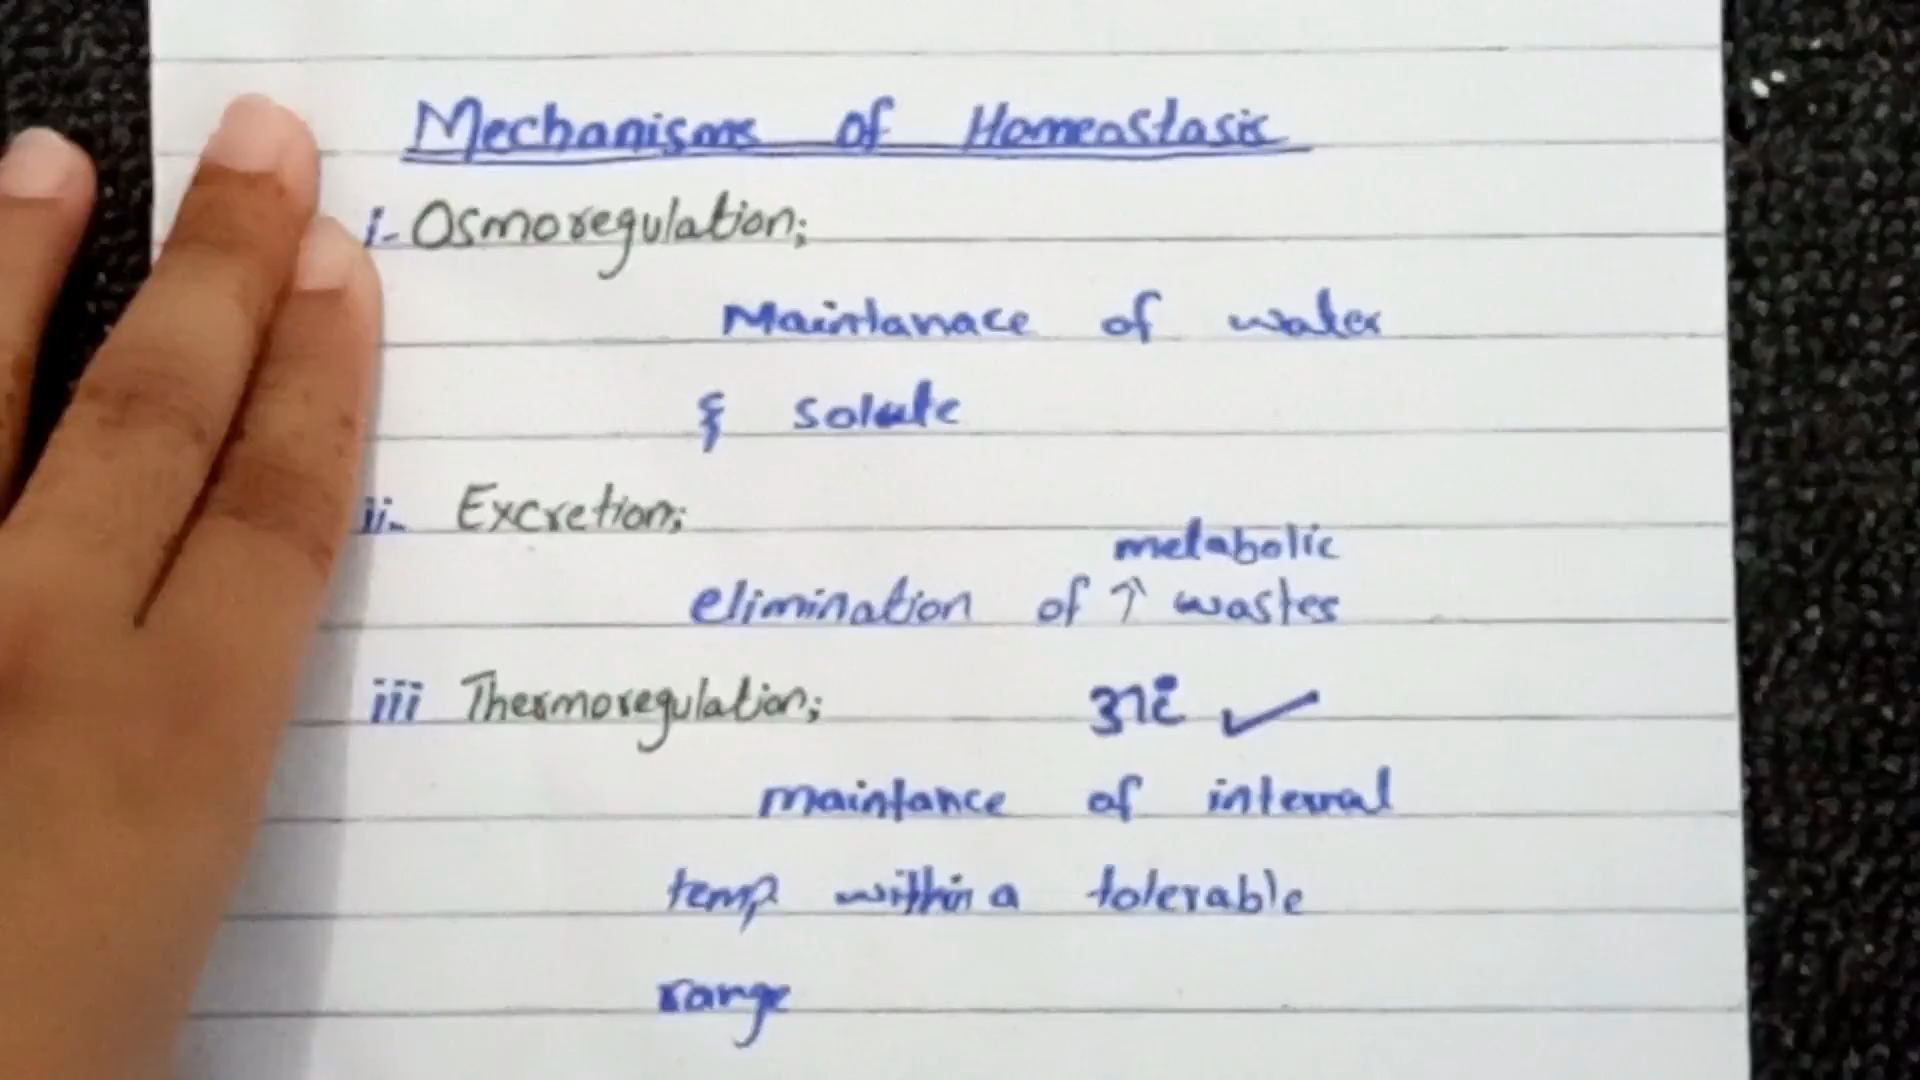 Mechanisms of Homeostasis
i- Osmoregulation;
Maintanace of water
& solute
ii- Excretion;
metabolic
elimination of ↑ wastes
iii Thermoregulation; 37°C ✓
maintance of internal
temp within a tolerable
range